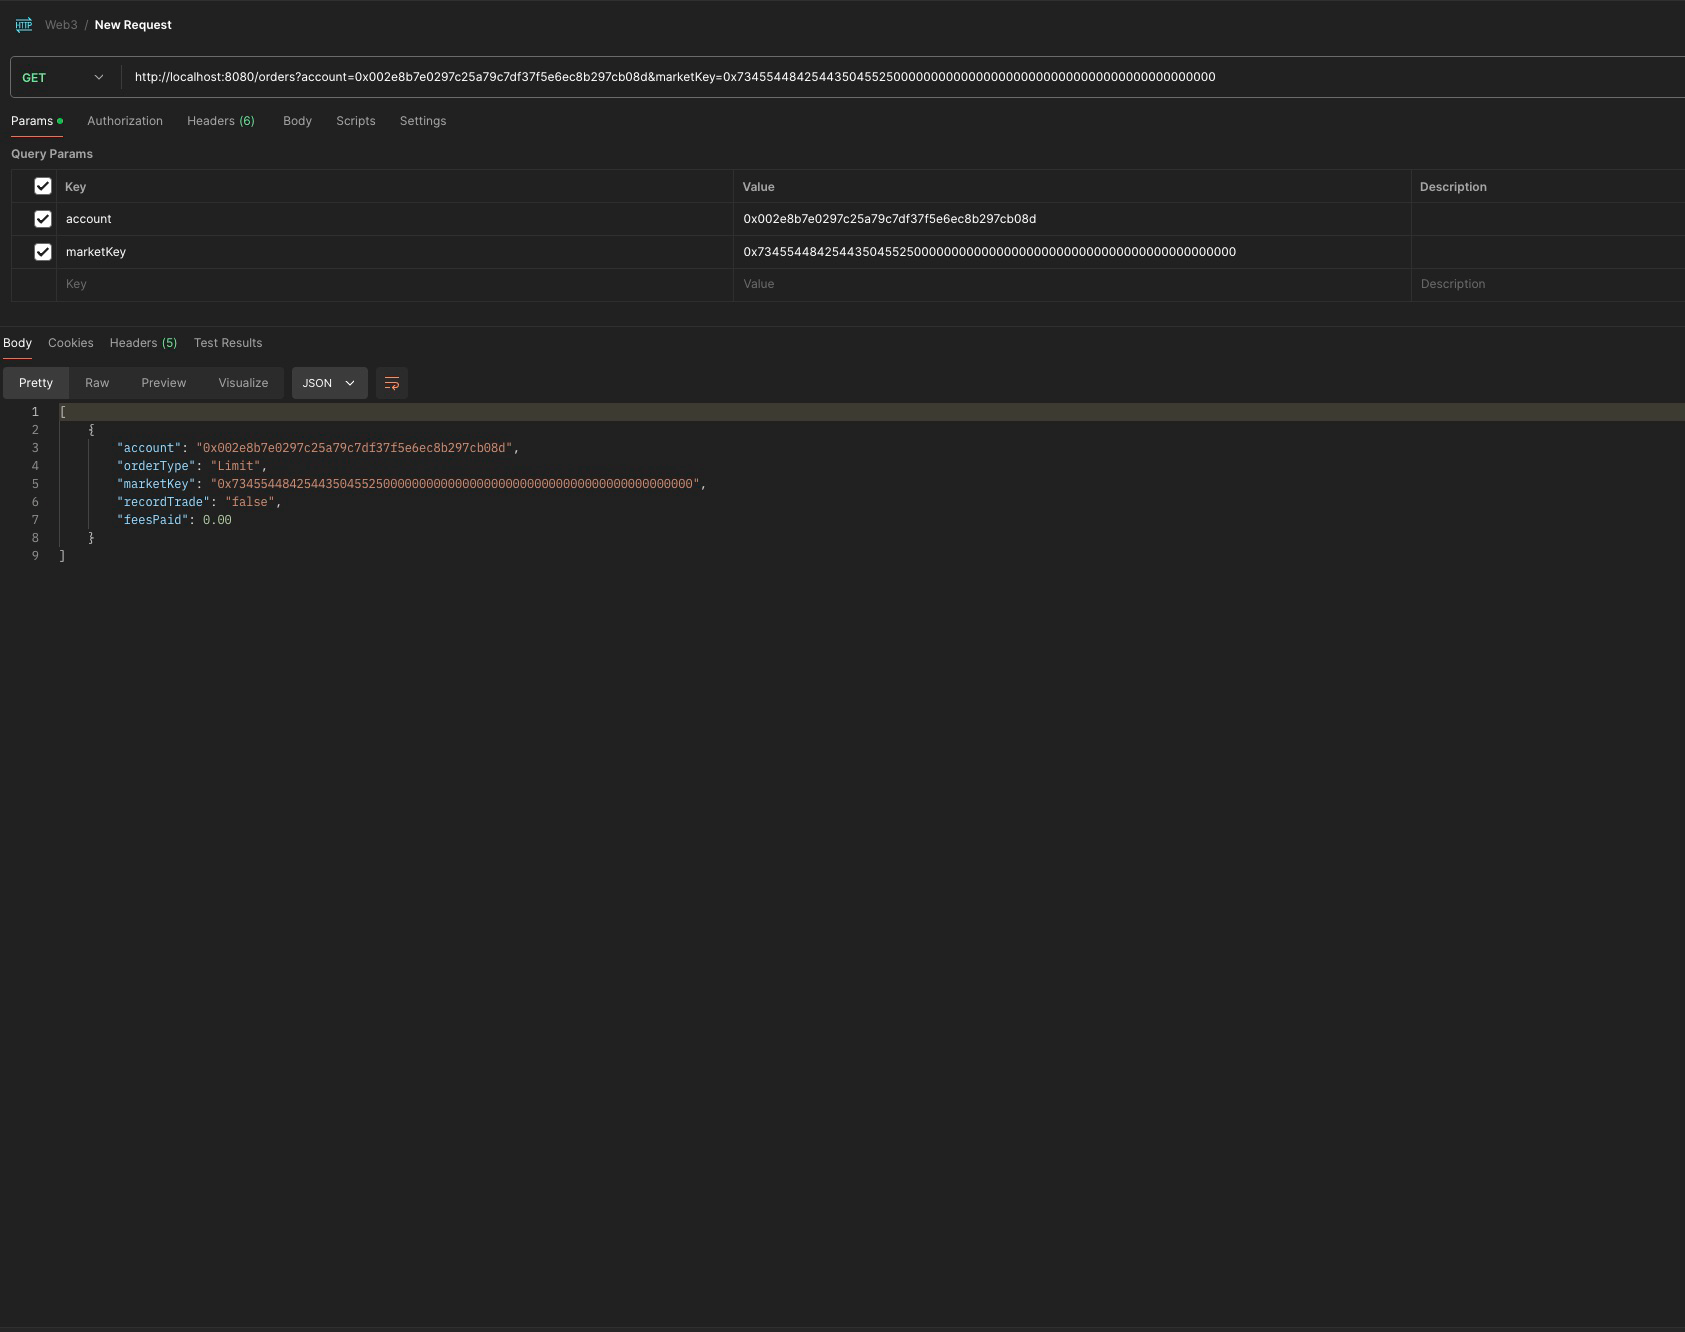 HTTP Web3 / New Request
GET http://localhost:8080/orders?account=0x002e8b7e0297c25a79c7df37f5e6ec8b297cb08d&marketKey=0x7345544842544350455250000000000000000000000000000000000000000000
Params Authorization Headers (6) Body Scripts Settings
Query Params
Key Value Description
account 0x002e8b7e0297c25a79c7df37f5e6ec8b297cb08d
marketKey 0x7345544842544350455250000000000000000000000000000000000000000000
Key Value Description
Body Cookies Headers (5) Test Results
Pretty Raw Preview Visualize JSON
1 [
2 {
3 "account": "0x002e8b7e0297c25a79c7df37f5e6ec8b297cb08d",
4 "orderType": "Limit",
5 "marketKey": "0x7345544842544350455250000000000000000000000000000000000000000000",
6 "recordTrade": "false",
7 "feesPaid": 0.00
8 }
9 ]